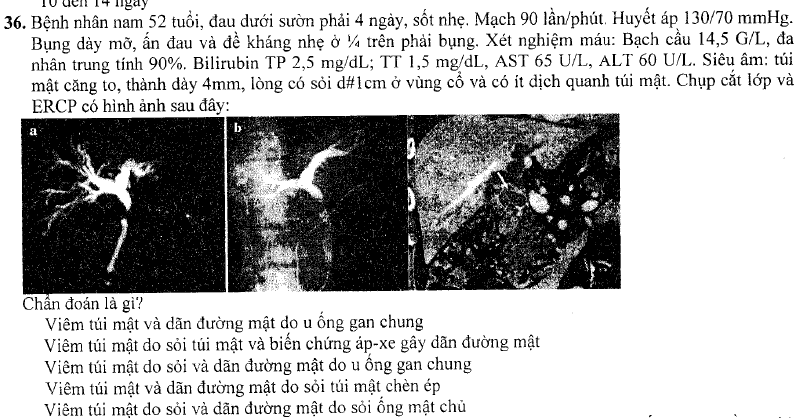 10 đến 14 ngày
36. Bệnh nhân nam 52 tuổi, đau dưới sườn phải 4 ngày, sốt nhẹ. Mạch 90 lần/phút. Huyết áp 130/70 mmHg.
Bụng dày mỡ, ấn đau và đề kháng nhẹ ở ¼ trên phải bụng. Xét nghiệm máu: Bạch cầu 14,5 G/L, đa
nhân trung tính 90%. Bilirubin TP 2,5 mg/dL; TT 1,5 mg/dL, AST 65 U/L, ALT 60 U/L. Siêu âm: túi
mật căng to, thành dày 4mm, lòng có sỏi d#1cm ở vùng cổ và có ít dịch quanh túi mật. Chụp cắt lớp và
ERCP có hình ảnh sau đây:
a b
Chẩn đoán là gì?
Viêm túi mật và dãn đường mật do u ống gan chung
Viêm túi mật do sỏi túi mật và biến chứng áp-xe gây dãn đường mật
Viêm túi mật do sỏi và dãn đường mật do u ống gan chung
Viêm túi mật và dãn đường mật do sỏi túi mật chèn ép
Viêm túi mật do sỏi và dãn đường mật do sỏi ống mật chủ